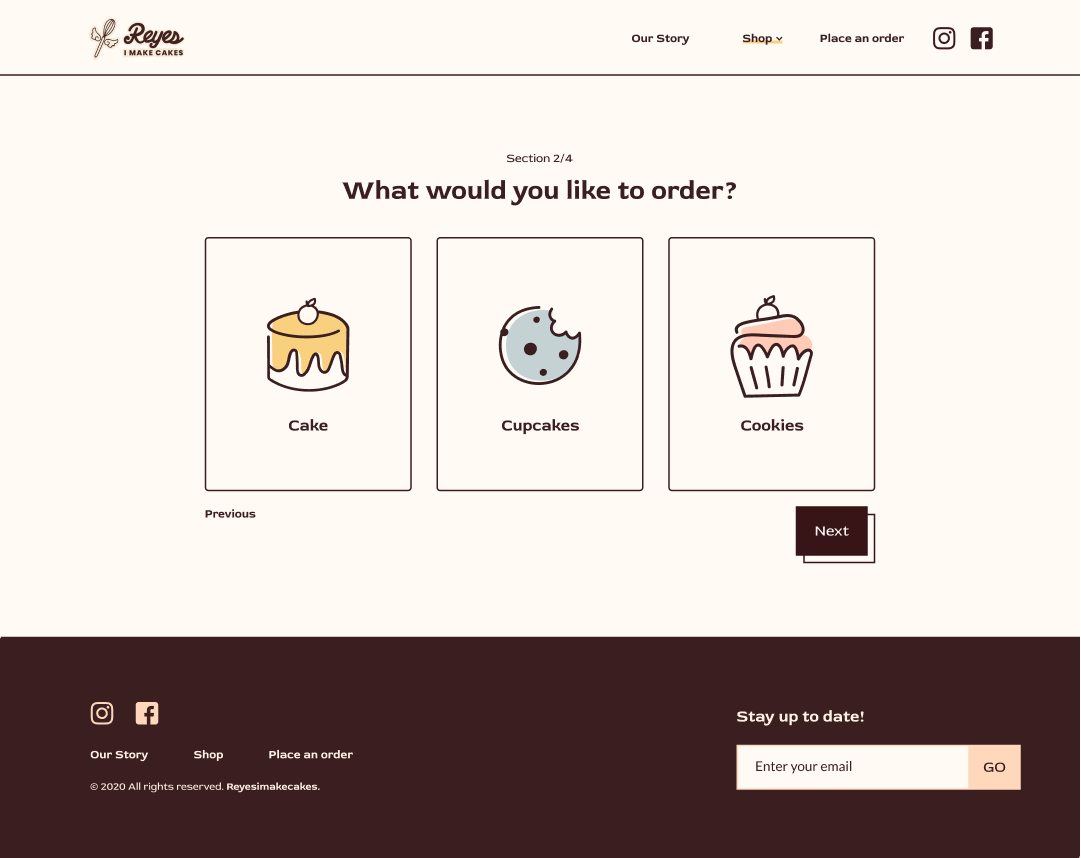 Reyes
I MAKE CAKES
Our Story
Shop
Place an order
Section 2/4
What would you like to order?
Cake
Cupcakes
Cookies
Previous
Next
Stay up to date!
Our Story
Shop
Place an order
Enter your email
GO
© 2020 All rights reserved. Reyesimakecakes.